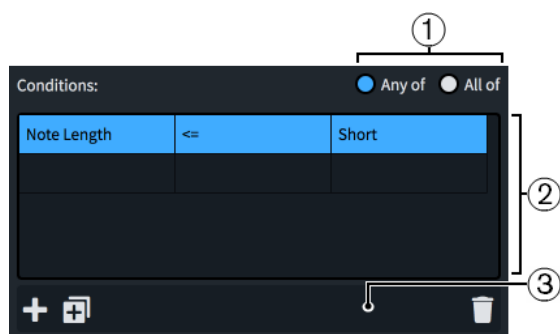 1
Conditions: Any of All of
Note Length <= Short
2
3